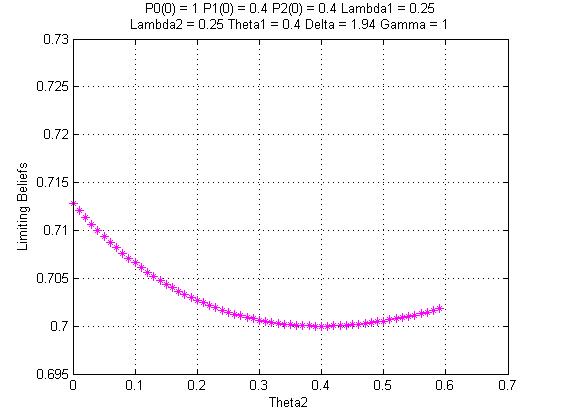 P0(0) = 1 P1(0) = 0.4 P2(0) = 0.4 Lambda1 = 0.25
Lambda2 = 0.25 Theta1 = 0.4 Delta = 1.94 Gamma = 1
0.73
0.725
0.72
0.715
0.71
0.705
0.7
0.695
Limiting Beliefs
0 0.1 0.2 0.3 0.4 0.5 0.6 0.7
Theta2